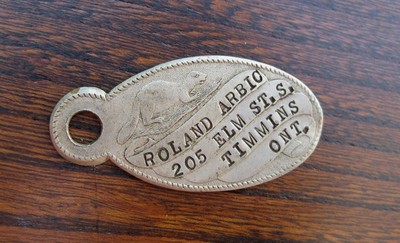 ROLAND ARBIC
205 ELM ST. S.
TIMMINS
ONT.